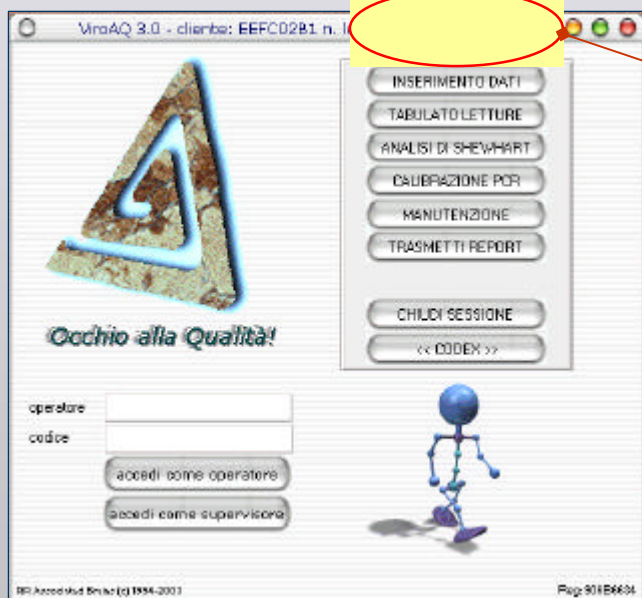 ViroAQ 3.0 - cliente: EEFC02B1 n.
INSERIMENTO DATI
TABULATO LETTURE
ANALISI DI SHEWHART
CALIBRAZIONE PCR
MANUTENZIONE
TRASMETTI REPORT
CHIUDI SESSIONE
<< CODEX >>
Occhio alla Qualità!
operatore
codice
accedi come operatore
accedi come supervisore
(c) 1994-2003